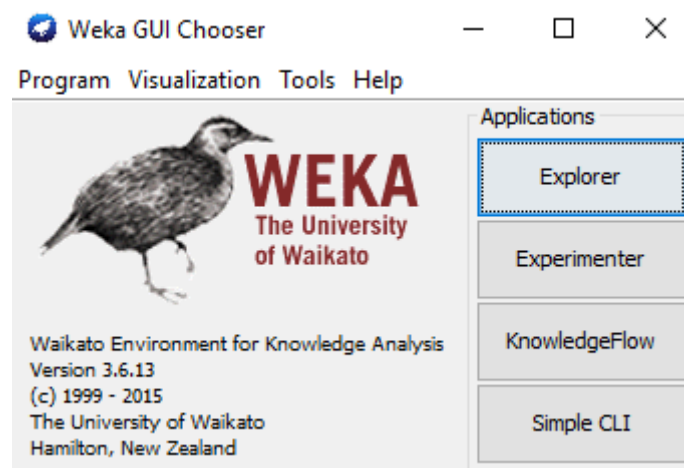 Weka GUI Chooser
Program Visualization Tools Help
WEKA
The University
of Waikato
Waikato Environment for Knowledge Analysis
Version 3.6.13
(c) 1999 - 2015
The University of Waikato
Hamilton, New Zealand
Applications
Explorer
Experimenter
KnowledgeFlow
Simple CLI